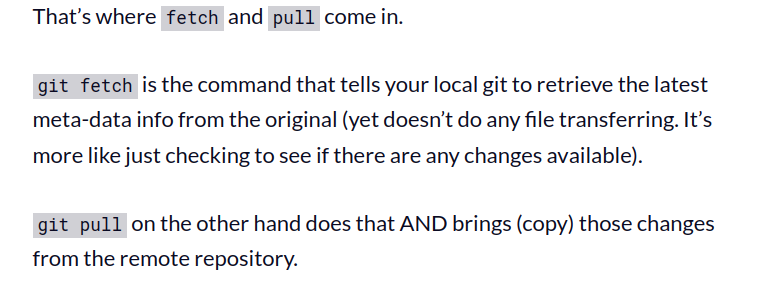 That’s where fetch and pull come in.
git fetch is the command that tells your local git to retrieve the latest
meta-data info from the original (yet doesn’t do any file transferring. It’s
more like just checking to see if there are any changes available).
git pull on the other hand does that AND brings (copy) those changes
from the remote repository.